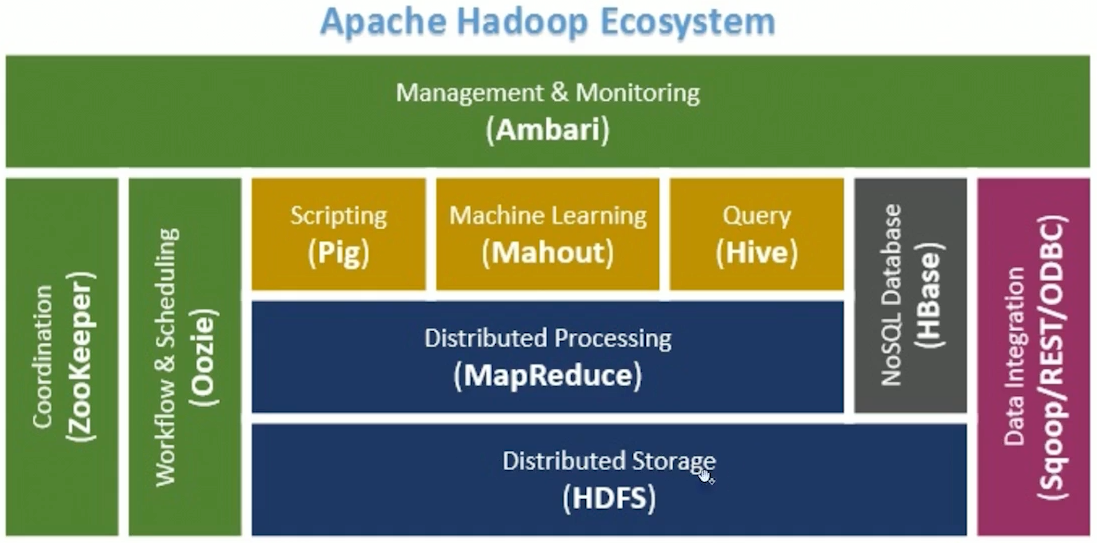 Apache Hadoop Ecosystem
Management & Monitoring
(Ambari)
Coordination
(ZooKeeper)
Workflow & Scheduling
(Oozie)
Scripting
(Pig)
Machine Learning
(Mahout)
Query
(Hive)
NoSQL Database
(HBase)
Data Integration
(Sqoop/REST/ODBC)
Distributed Processing
(MapReduce)
Distributed Storage
(HDFS)